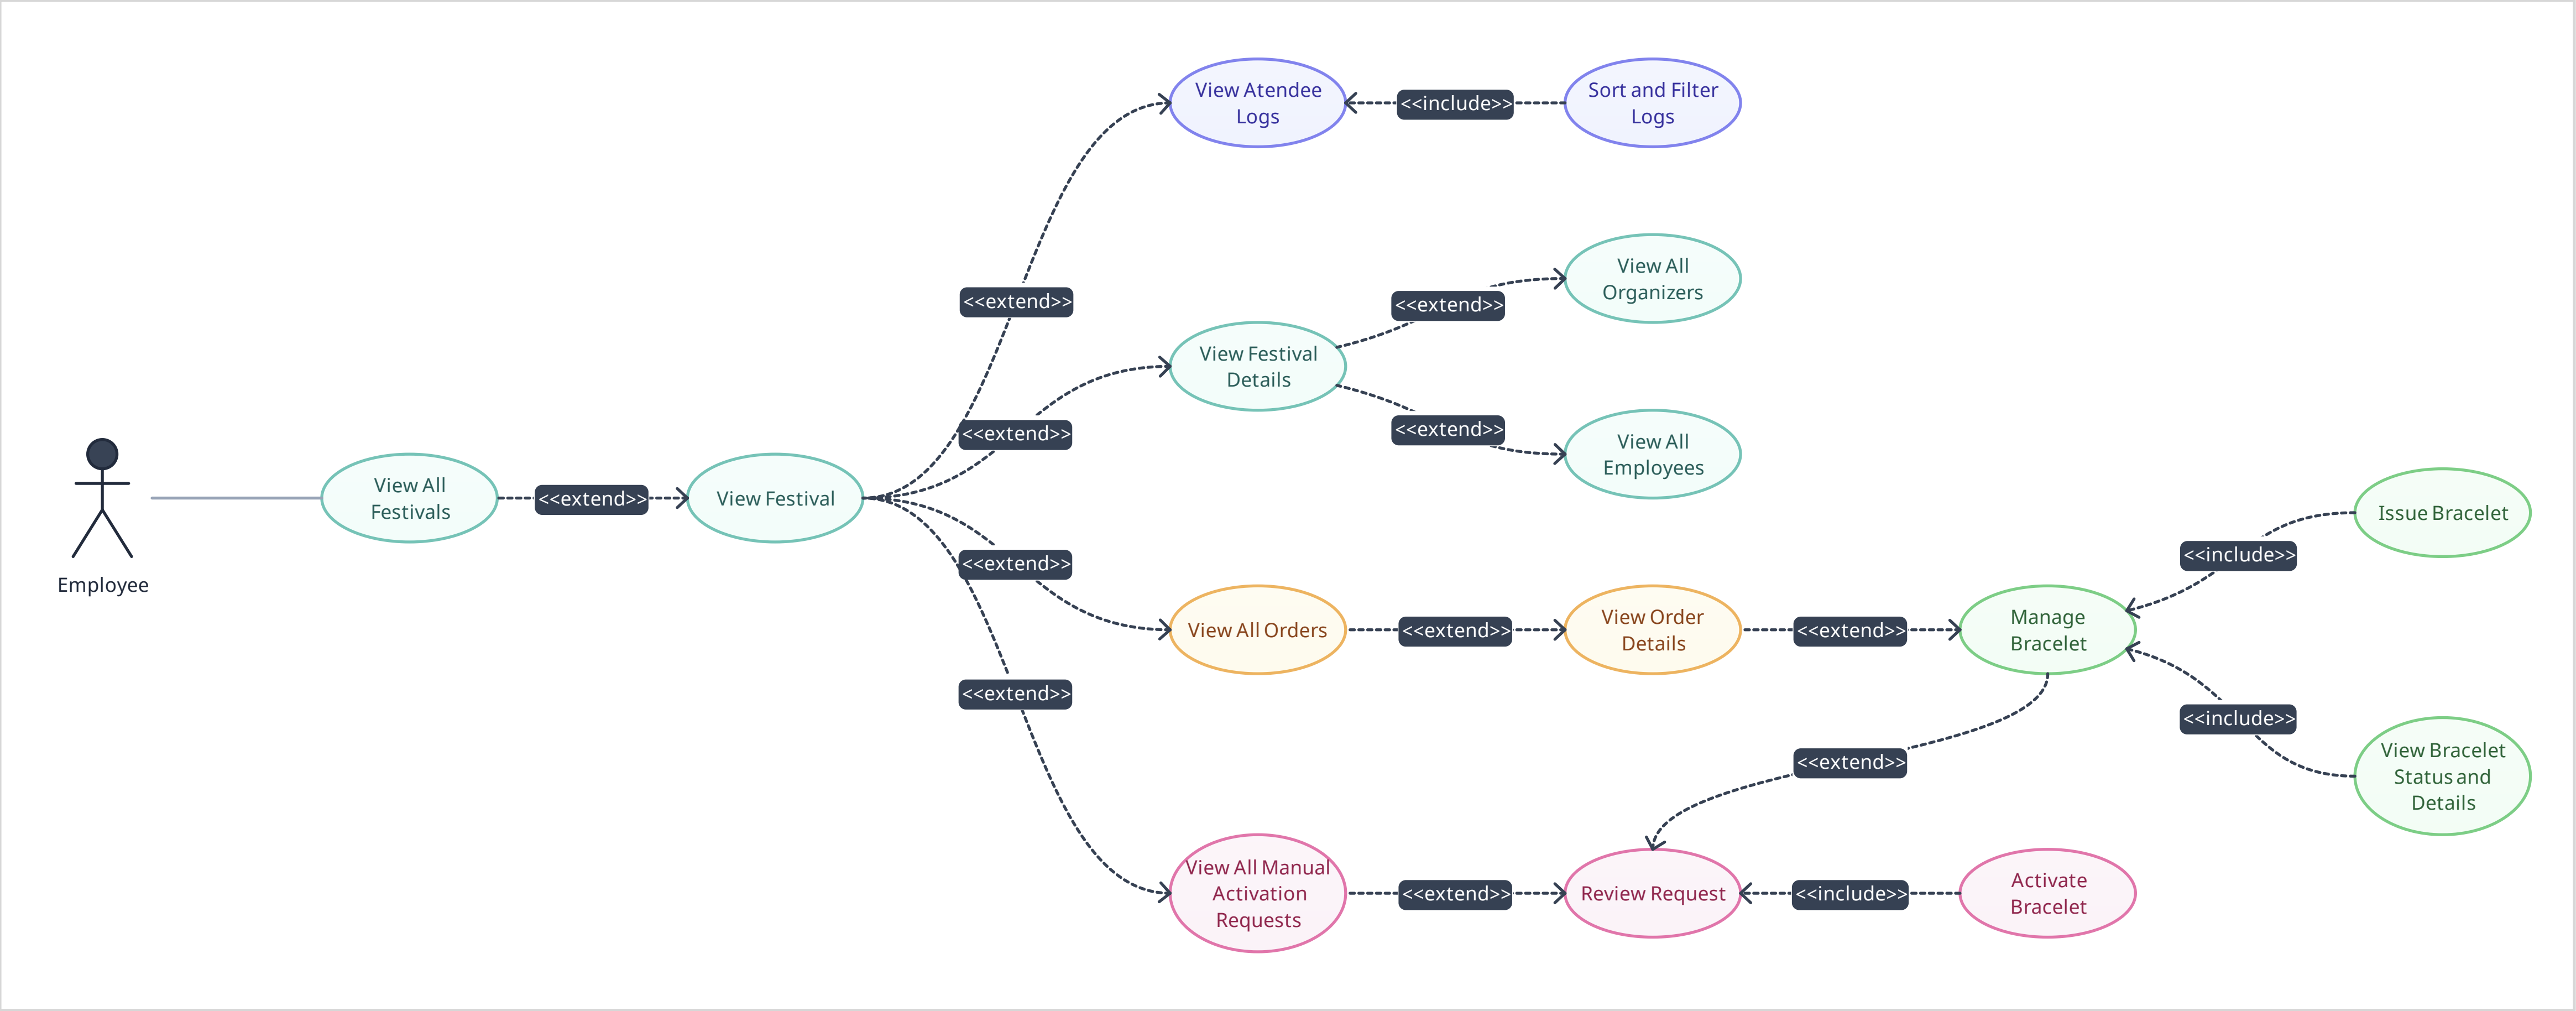 View Atendee
Logs
<<include>>
Sort and Filter
Logs
<<extend>>
View All
Organizers
<<extend>>
View Festival
Details
<<extend>>
<<extend>>
View All
Employees
Employee
View All
Festivals
<<extend>>
View Festival
<<extend>>
View All Orders
<<extend>>
View Order
Details
<<extend>>
Manage
Bracelet
<<include>>
Issue Bracelet
<<include>>
View Bracelet
Status and
Details
<<extend>>
<<extend>>
View All Manual
Activation
Requests
<<extend>>
Review Request
<<include>>
Activate
Bracelet